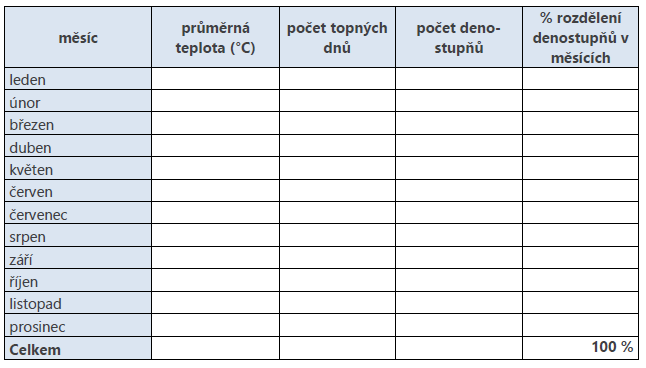 měsíc
průměrná
teplota (°C)
počet topných
dnů
počet deno-
stupňů
% rozdělení
denostupňů v
měsících
leden
únor
březen
duben
květen
červen
červenec
srpen
září
říjen
listopad
prosinec
Celkem 100 %